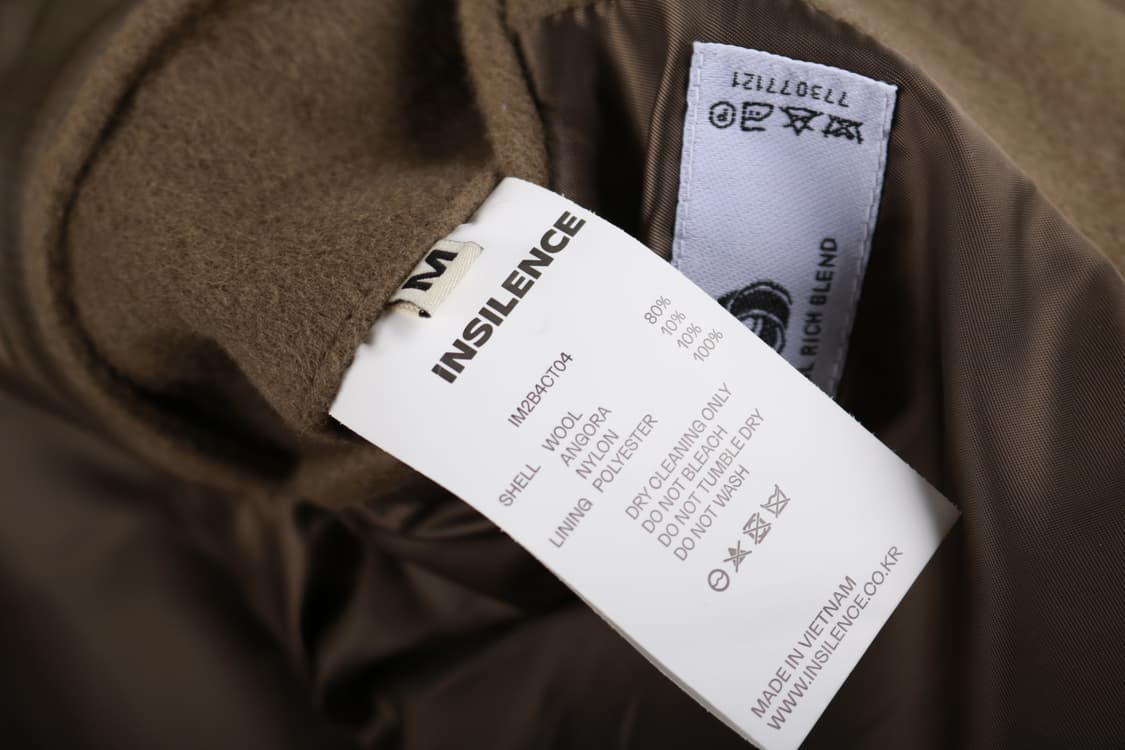 M
INSILENCE
IM2B4CT04
SHELL WOOL 80%
ANGORA 10%
NYLON 10%
LINING POLYESTER 100%
DRY CLEANING ONLY
DO NOT BLEACH
DO NOT TUMBLE DRY
DO NOT WASH
MADE IN VIETNAM
WWW.INSILENCE.CO.KR
773077121
RICH BLEND